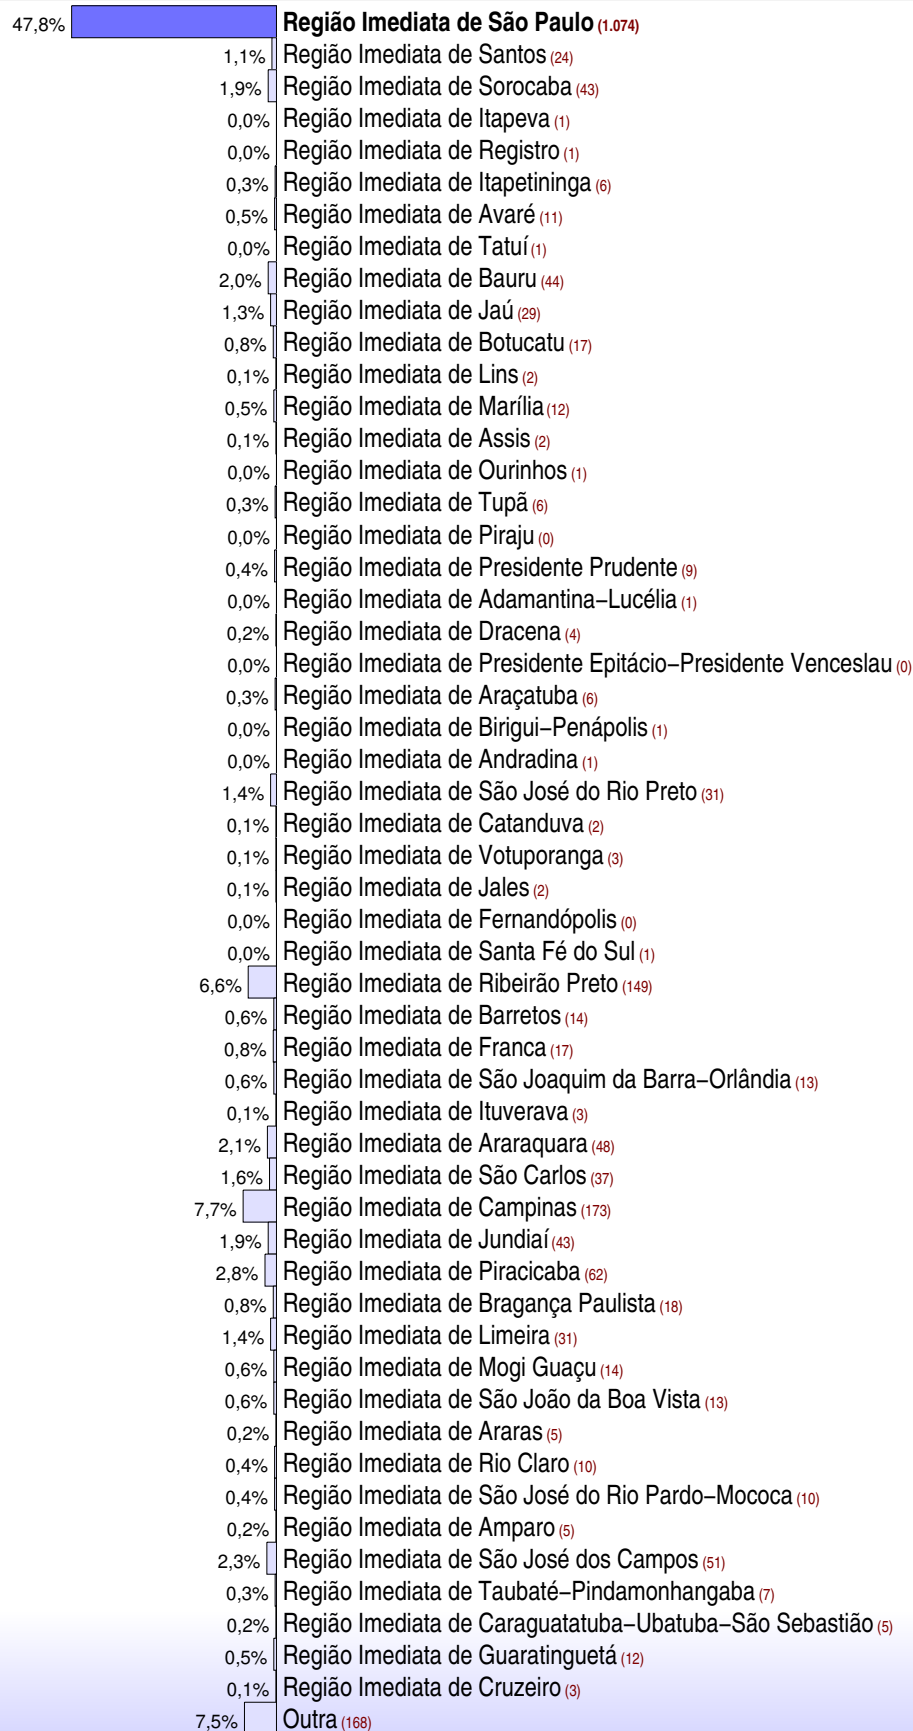 47,8% Região Imediata de São Paulo (1.074)
1,1% Região Imediata de Santos (24)
1,9% Região Imediata de Sorocaba (43)
0,0% Região Imediata de Itapeva (1)
0,0% Região Imediata de Registro (1)
0,3% Região Imediata de Itapetininga (6)
0,5% Região Imediata de Avaré (11)
0,0% Região Imediata de Tatuí (1)
2,0% Região Imediata de Bauru (44)
1,3% Região Imediata de Jaú (29)
0,8% Região Imediata de Botucatu (17)
0,1% Região Imediata de Lins (2)
0,5% Região Imediata de Marília (12)
0,1% Região Imediata de Assis (2)
0,0% Região Imediata de Ourinhos (1)
0,3% Região Imediata de Tupã (6)
0,0% Região Imediata de Piraju (0)
0,4% Região Imediata de Presidente Prudente (9)
0,0% Região Imediata de Adamantina−Lucélia (1)
0,2% Região Imediata de Dracena (4)
0,0% Região Imediata de Presidente Epitácio−Presidente Venceslau (0)
0,3% Região Imediata de Araçatuba (6)
0,0% Região Imediata de Birigui−Penápolis (1)
0,0% Região Imediata de Andradina (1)
1,4% Região Imediata de São José do Rio Preto (31)
0,1% Região Imediata de Catanduva (2)
0,1% Região Imediata de Votuporanga (3)
0,1% Região Imediata de Jales (2)
0,0% Região Imediata de Fernandópolis (0)
0,0% Região Imediata de Santa Fé do Sul (1)
6,6% Região Imediata de Ribeirão Preto (149)
0,6% Região Imediata de Barretos (14)
0,8% Região Imediata de Franca (17)
0,6% Região Imediata de São Joaquim da Barra−Orlândia (13)
0,1% Região Imediata de Ituverava (3)
2,1% Região Imediata de Araraquara (48)
1,6% Região Imediata de São Carlos (37)
7,7% Região Imediata de Campinas (173)
1,9% Região Imediata de Jundiaí (43)
2,8% Região Imediata de Piracicaba (62)
0,8% Região Imediata de Bragança Paulista (18)
1,4% Região Imediata de Limeira (31)
0,6% Região Imediata de Mogi Guaçu (14)
0,6% Região Imediata de São João da Boa Vista (13)
0,2% Região Imediata de Araras (5)
0,4% Região Imediata de Rio Claro (10)
0,4% Região Imediata de São José do Rio Pardo−Mococa (10)
0,2% Região Imediata de Amparo (5)
2,3% Região Imediata de São José dos Campos (51)
0,3% Região Imediata de Taubaté−Pindamonhangaba (7)
0,2% Região Imediata de Caraguatatuba−Ubatuba−São Sebastião (5)
0,5% Região Imediata de Guaratinguetá (12)
0,1% Região Imediata de Cruzeiro (3)
7,5% Outra (168)